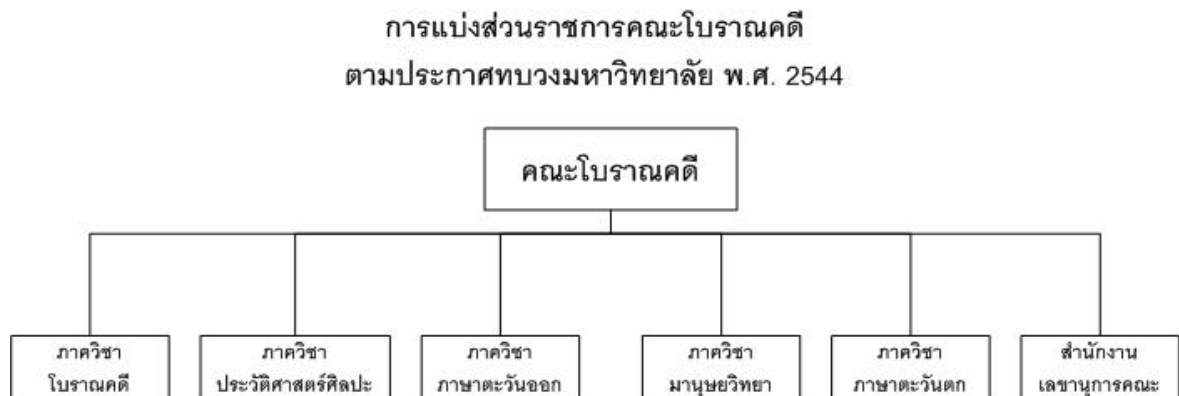 การแบ่งส่วนราชการคณะโบราณคดี
ตามประกาศทบวงมหาวิทยาลัย พ.ศ. 2544
คณะโบราณคดี
ภาควิชา
โบราณคดี
ภาควิชา
ประวัติศาสตร์ศิลปะ
ภาควิชา
ภาษาตะวันออก
ภาควิชา
มานุษยวิทยา
ภาควิชา
ภาษาตะวันตก
สำนักงาน
เลขานุการคณะ